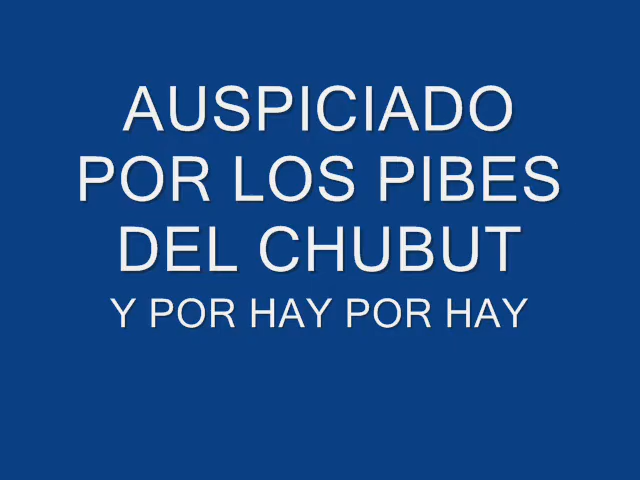 AUSPICIADO
POR LOS PIBES
DEL CHUBUT
Y POR HAY POR HAY